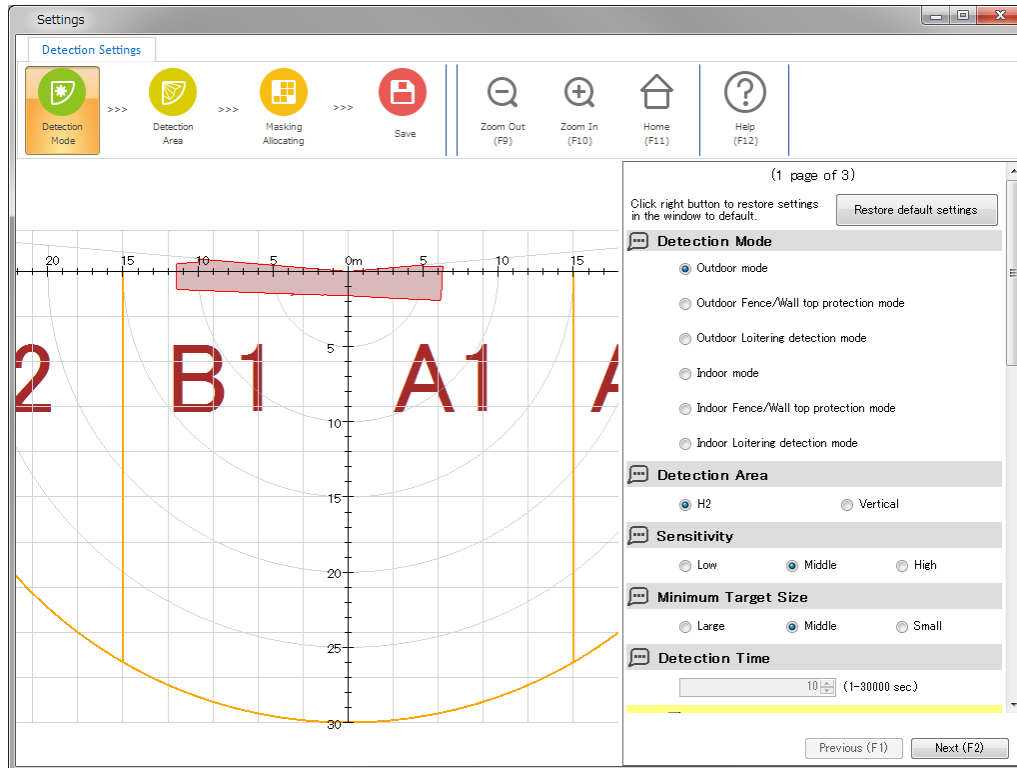 Settings
Detection Settings
Detection
Mode
>>>
Detection
Area
>>>
Masking
Allocating
>>>
Save
Zoom Out
(F9)
Zoom In
(F10)
Home
(F11)
Help
(F12)
20 15 10 5 0m 5 10 15
2 B1 A1 A
5
10
15
20
25
30
(1 page of 3)
Click right button to restore settings
in the window to default.
Restore default settings
Detection Mode
Outdoor mode
Outdoor Fence/Wall top protection mode
Outdoor Loitering detection mode
Indoor mode
Indoor Fence/Wall top protection mode
Indoor Loitering detection mode
Detection Area
H2 Vertical
Sensitivity
Low Middle High
Minimum Target Size
Large Middle Small
Detection Time
10 (1-30000 sec.)
Previous (F1) Next (F2)